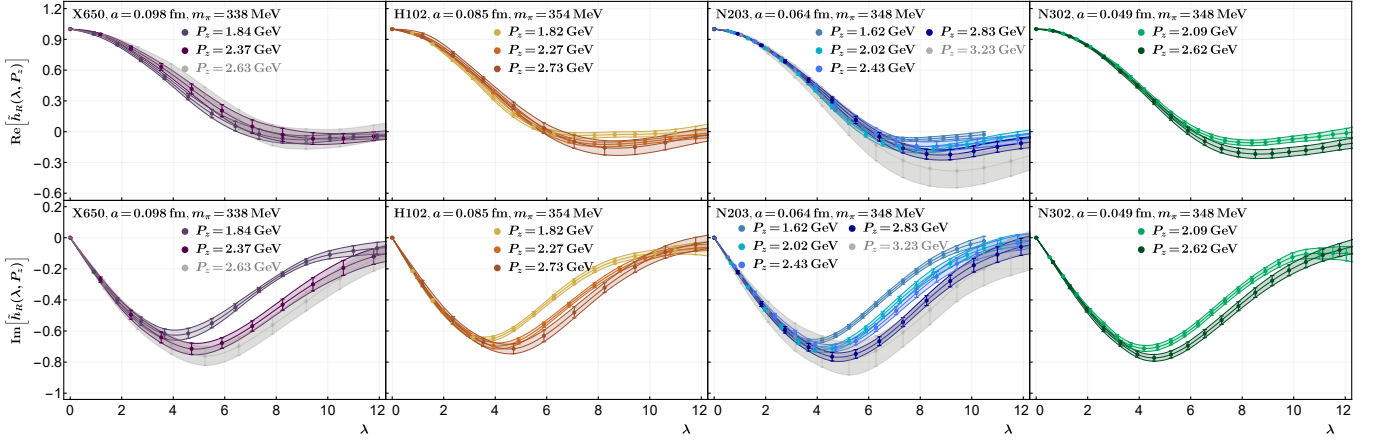 X650, a=0.098 fm, mπ=338 MeV
Pz=1.84 GeV
Pz=2.37 GeV
Pz=2.63 GeV
H102, a=0.085 fm, mπ=354 MeV
Pz=1.82 GeV
Pz=2.27 GeV
Pz=2.73 GeV
N203, a=0.064 fm, mπ=348 MeV
Pz=1.62 GeV Pz=2.83 GeV
Pz=2.02 GeV Pz=3.23 GeV
Pz=2.43 GeV
N302, a=0.049 fm, mπ=348 MeV
Pz=2.09 GeV
Pz=2.62 GeV
Re[h̃R(λ, Pz)]
1.2
0.9
0.6
0.3
0
−0.3
−0.6
X650, a=0.098 fm, mπ=338 MeV
Pz=1.84 GeV
Pz=2.37 GeV
Pz=2.63 GeV
H102, a=0.085 fm, mπ=354 MeV
Pz=1.82 GeV
Pz=2.27 GeV
Pz=2.73 GeV
N203, a=0.064 fm, mπ=348 MeV
Pz=1.62 GeV Pz=2.83 GeV
Pz=2.02 GeV Pz=3.23 GeV
Pz=2.43 GeV
N302, a=0.049 fm, mπ=348 MeV
Pz=2.09 GeV
Pz=2.62 GeV
Im[h̃R(λ, Pz)]
0.2
0
−0.2
−0.4
−0.6
−0.8
−1
0 2 4 6 8 10 12
0 2 4 6 8 10 12
0 2 4 6 8 10 12
0 2 4 6 8 10 12
λ λ λ λ